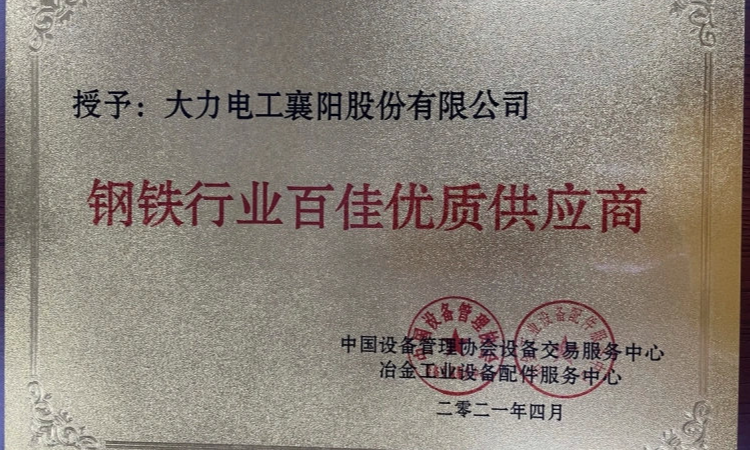 授予：大力电工襄阳股份有限公司
钢铁行业百佳优质供应商
中国设备管理协会设备交易服务中心
冶金工业设备配件服务中心
二零二一年四月